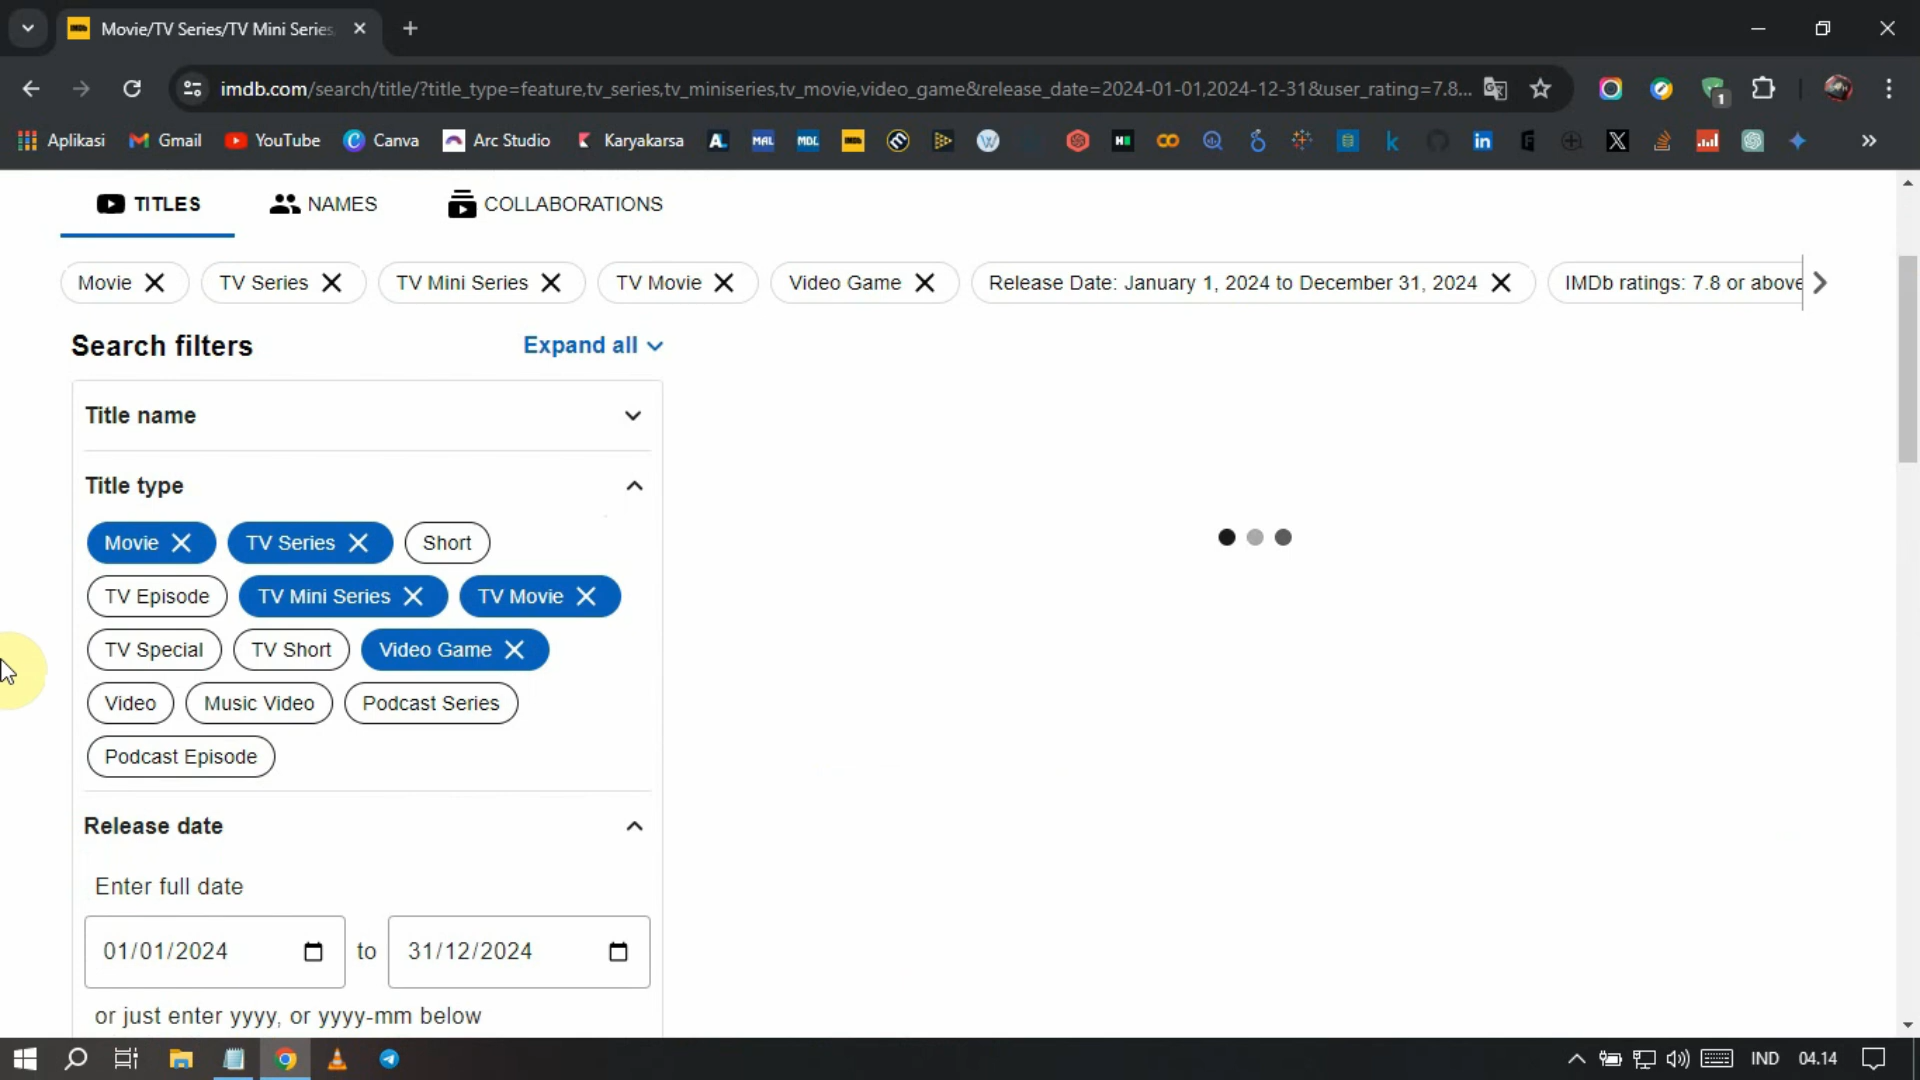 Movie/TV Series/TV Mini Series
imdb.com/search/title/?title_type=feature,tv_series,tv_miniseries,tv_movie,video_game&release_date=2024-01-01,2024-12-31&user_rating=7.8...
1
Aplikasi
Gmail
YouTube
Canva
Arc Studio
Karyakarsa
MAL
MDL
TITLES
NAMES
COLLABORATIONS
Movie
TV Series
TV Mini Series
TV Movie
Video Game
Release Date: January 1, 2024 to December 31, 2024
IMDb ratings: 7.8 or above
Search filters
Expand all
Title name
Title type
Movie
TV Series
Short
TV Episode
TV Mini Series
TV Movie
TV Special
TV Short
Video Game
Video
Music Video
Podcast Series
Podcast Episode
Release date
Enter full date
01/01/2024
to
31/12/2024
or just enter yyyy, or yyyy-mm below
IND
04.14